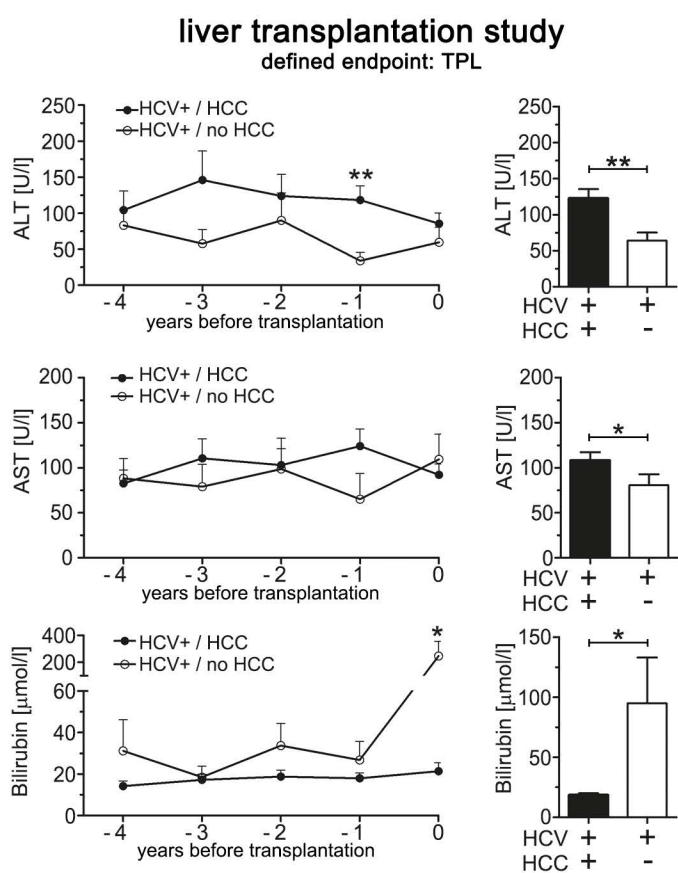 liver transplantation study
defined endpoint: TPL
ALT [U/l]
250
200
150
100
50
0
HCV+ / HCC
HCV+ / no HCC
**
- 4 - 3 - 2 - 1 0
years before transplantation
ALT [U/l]
250
200
150
100
50
0
**
HCV + +
HCC + -
AST [U/l]
200
150
100
50
0
HCV+ / HCC
HCV+ / no HCC
- 4 - 3 - 2 - 1 0
years before transplantation
AST [U/l]
200
150
100
50
0
*
HCV + +
HCC + -
Bilirubin [µmol/l]
400
200
60
40
20
0
HCV+ / HCC
HCV+ / no HCC
*
- 4 - 3 - 2 - 1 0
years before transplantation
Bilirubin [µmol/l]
150
100
50
0
*
HCV + +
HCC + -